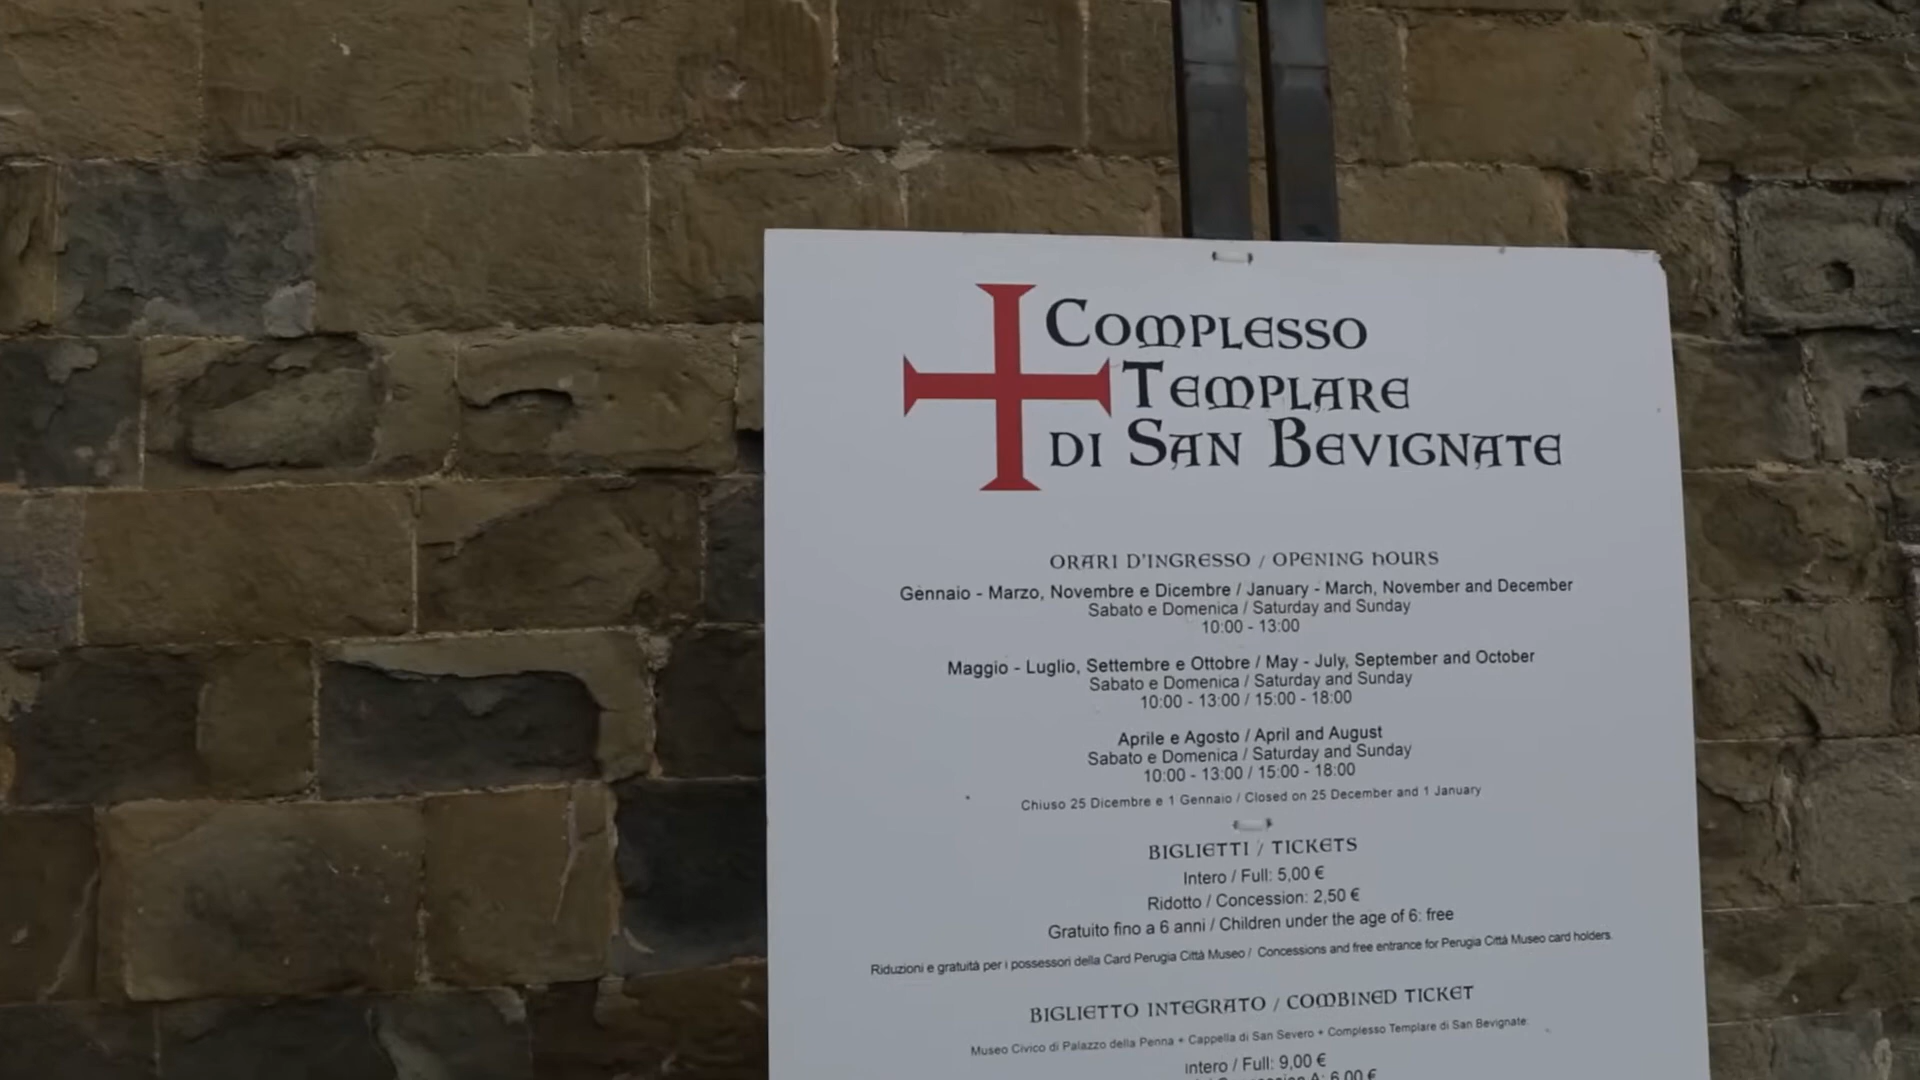 Complesso
Templare
di San Bevignate
ORARI D'INGRESSO / OPENING hOURS
Gennaio - Marzo, Novembre e Dicembre / January - March, November and December
Sabato e Domenica / Saturday and Sunday
10:00 - 13:00
Maggio - Luglio, Settembre e Ottobre / May - July, September and October
Sabato e Domenica / Saturday and Sunday
10:00 - 13:00 / 15:00 - 18:00
Aprile e Agosto / April and August
Sabato e Domenica / Saturday and Sunday
10:00 - 13:00 / 15:00 - 18:00
Chiuso 25 Dicembre e 1 Gennaio / Closed on 25 December and 1 January
BIGLIETTI / TICKETS
Intero / Full: 5,00 €
Ridotto / Concession: 2,50 €
Gratuito fino a 6 anni / Children under the age of 6: free
Riduzioni e gratuità per i possessori della Card Perugia Città Museo / Concessions and free entrance for Perugia Città Museo card holders.
BIGLIETTO INTEGRATO / COMBINED TICKET
Museo Civico di Palazzo della Penna + Cappella di San Severo + Complesso Templare di San Bevignate:
Intero / Full: 9,00 €
A: 6,00 €